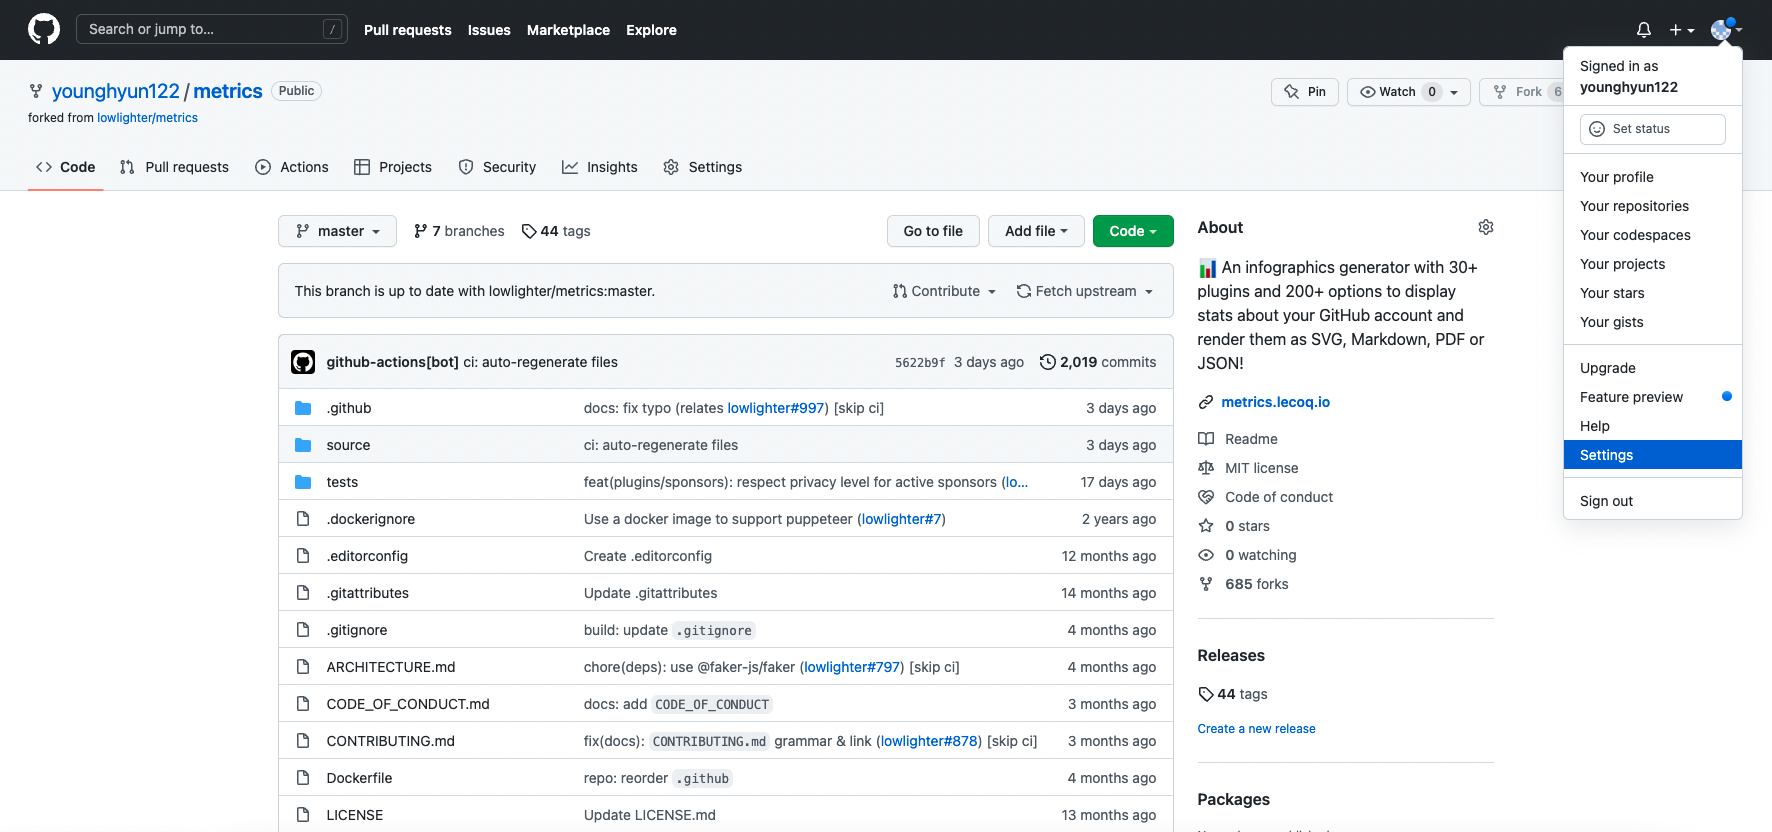 Search or jump to...
/
Pull requests
Issues
Marketplace
Explore
younghyun122 / metrics
Public
forked from lowlighter/metrics
Pin
Watch 0
Fork 6
Code
Pull requests
Actions
Projects
Security
Insights
Settings
Signed in as
younghyun122
Set status
Your profile
Your repositories
Your codespaces
Your projects
Your stars
Your gists
Upgrade
Feature preview
Help
Settings
Sign out
master
7 branches
44 tags
Go to file
Add file
Code
This branch is up to date with lowlighter/metrics:master.
Contribute
Fetch upstream
github-actions[bot] ci: auto-regenerate files
5622b9f 3 days ago
2,019 commits
.github docs: fix typo (relates lowlighter#997) [skip ci] 3 days ago
source ci: auto-regenerate files 3 days ago
tests feat(plugins/sponsors): respect privacy level for active sponsors (lo... 17 days ago
.dockerignore Use a docker image to support puppeteer (lowlighter#7) 2 years ago
.editorconfig Create .editorconfig 12 months ago
.gitattributes Update .gitattributes 14 months ago
.gitignore build: update .gitignore 4 months ago
ARCHITECTURE.md chore(deps): use @faker-js/faker (lowlighter#797) [skip ci] 4 months ago
CODE_OF_CONDUCT.md docs: add CODE_OF_CONDUCT 3 months ago
CONTRIBUTING.md fix(docs): CONTRIBUTING.md grammar & link (lowlighter#878) [skip ci] 3 months ago
Dockerfile repo: reorder .github 4 months ago
LICENSE Update LICENSE.md 13 months ago
About
An infographics generator with 30+
plugins and 200+ options to display
stats about your GitHub account and
render them as SVG, Markdown, PDF or
JSON!
metrics.lecoq.io
Readme
MIT license
Code of conduct
0 stars
0 watching
685 forks
Releases
44 tags
Create a new release
Packages